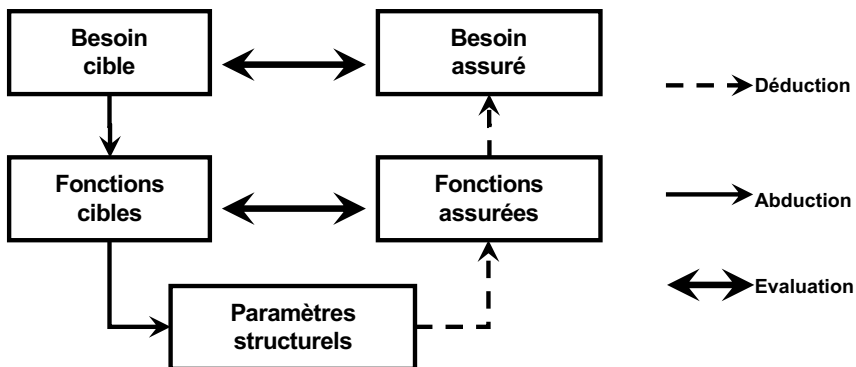 Besoin
cible
Besoin
assuré
Déduction
Fonctions
cibles
Fonctions
assurées
Abduction
Evaluation
Paramètres
structurels